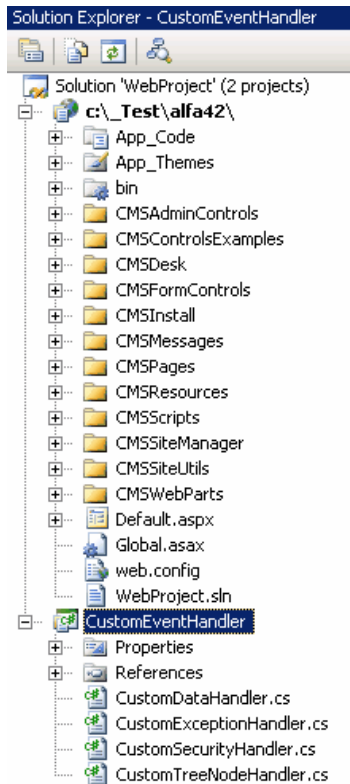 Solution Explorer - CustomEventHandler
Solution 'WebProject' (2 projects)
c:\_Test\alfa42\
App_Code
App_Themes
bin
CMSAdminControls
CMSControlsExamples
CMSDesk
CMSFormControls
CMSInstall
CMSMessages
CMSPages
CMSResources
CMSScripts
CMSSiteManager
CMSSiteUtils
CMSWebParts
Default.aspx
Global.asax
web.config
WebProject.sln
CustomEventHandler
Properties
References
CustomDataHandler.cs
CustomExceptionHandler.cs
CustomSecurityHandler.cs
CustomTreeNodeHandler.cs